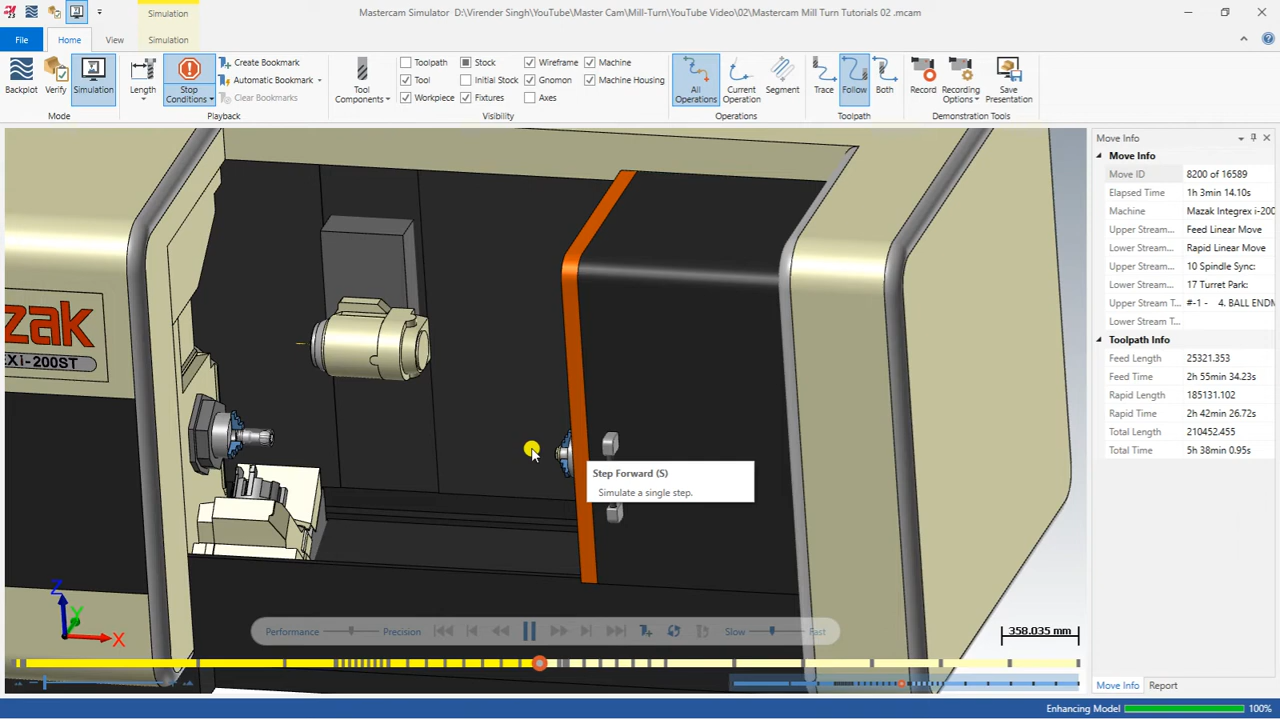 Mastercam Simulator  D:\Virender Singh\YouTube\Master Cam\Mill-Turn\YouTube Video\02\Mastercam Mill Turn Tutorials 02 .mcam
Simulation
File
Home
View
Simulation
Backplot
Verify
Simulation
Mode
Length
Stop
Conditions
Create Bookmark
Automatic Bookmark
Clear Bookmarks
Playback
Tool
Components
Toolpath
Stock
Wireframe
Machine
Tool
Initial Stock
Gnomon
Machine Housing
Workpiece
Fixtures
Axes
Visibility
All
Operations
Current
Operation
Segment
Operations
Trace
Follow
Both
Toolpath
Record
Recording
Options
Save
Presentation
Demonstration Tools
Move Info
Move Info
Move ID 8200 of 16589
Elapsed Time 1h 3min 14.10s
Machine Mazak Integrex i-200
Upper Stream... Feed Linear Move
Lower Stream... Rapid Linear Move
Upper Stream... 10 Spindle Sync:
Lower Stream... 17 Turret Park:
Upper Stream T... #-1 - 4. BALL ENDM
Lower Stream T...
Toolpath Info
Feed Length 25321.353
Feed Time 2h 55min 34.23s
Rapid Length 185131.102
Rapid Time 2h 42min 26.72s
Total Length 210452.455
Total Time 5h 38min 0.95s
zak
EXi-200ST
Step Forward (S)
Simulate a single step.
Z
Y
X
Performance
Precision
Slow
Fast
358.035 mm
Move Info
Report
Enhancing Model
100%